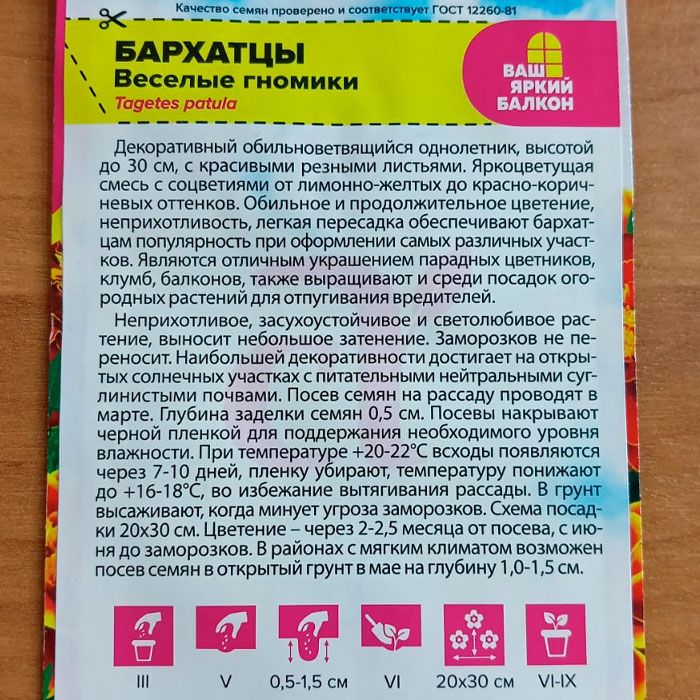 Качество семян проверено и соответствует ГОСТ 12260-81
БАРХАТЦЫ
Веселые гномики
Tagetes patula
ВАШ
ЯРКИЙ
БАЛКОН
Декоративный обильноветвящийся однолетник, высотой
до 30 см, с красивыми резными листьями. Яркоцветущая
смесь с соцветиями от лимонно-желтых до красно-корич-
невых оттенков. Обильное и продолжительное цветение,
неприхотливость, легкая пересадка обеспечивают бархат-
цам популярность при оформлении самых различных участ-
ков. Являются отличным украшением парадных цветников,
клумб, балконов, также выращивают и среди посадок ого-
родных растений для отпугивания вредителей.
Неприхотливое, засухоустойчивое и светолюбивое рас-
тение, выносит небольшое затенение. Заморозков не пе-
реносит. Наибольшей декоративности достигает на откры-
тых солнечных участках с питательными нейтральными суг-
линистыми почвами. Посев семян на рассаду проводят в
марте. Глубина заделки семян 0,5 см. Посевы накрывают
черной пленкой для поддержания необходимого уровня
влажности. При температуре +20-22°С всходы появляются
через 7-10 дней, пленку убирают, температуру понижают
до +16-18°С, во избежание вытягивания рассады. В грунт
высаживают, когда минует угроза заморозков. Схема посад-
ки 20х30 см. Цветение – через 2-2,5 месяца от посева, с ию-
ня до заморозков. В районах с мягким климатом возможен
посев семян в открытый грунт в мае на глубину 1,0-1,5 см.
III V 0,5-1,5 см VI 20х30 см VI-IX